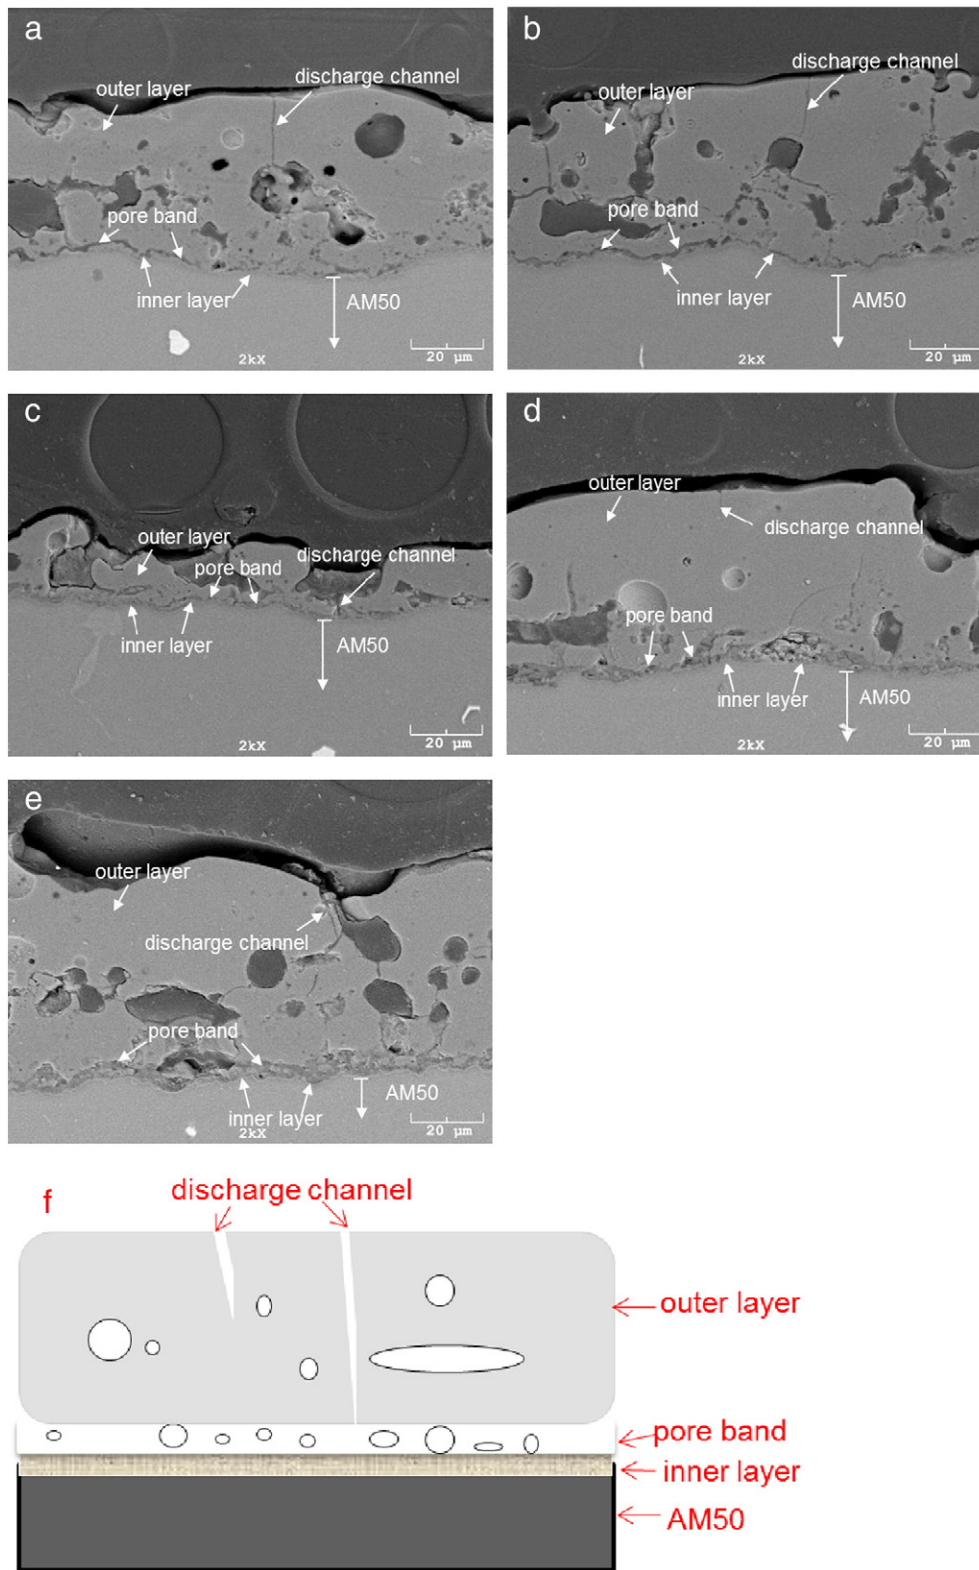 a
discharge channel
outer layer
pore band
inner layer
AM50
2kX
20 µm
b
discharge channel
outer layer
pore band
inner layer
AM50
2kX
20 µm
c
outer layer
discharge channel
pore band
inner layer
AM50
2kX
20 µm
d
outer layer
discharge channel
pore band
inner layer
AM50
2kX
20 µm
e
outer layer
discharge channel
pore band
AM50
inner layer
2kX
20 µm
f
discharge channel
outer layer
pore band
inner layer
AM50